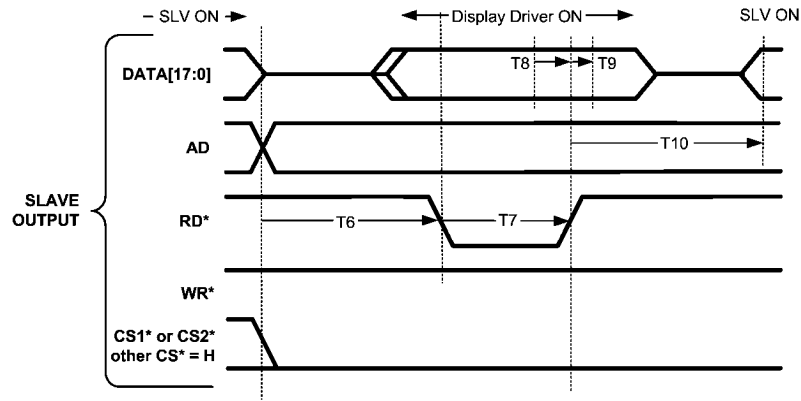 SLV ON
Display Driver ON
SLV ON
DATA[17:0]
T8
T9
AD
T10
SLAVE
OUTPUT
RD*
T6
T7
WR*
CS1* or CS2*
other CS* = H